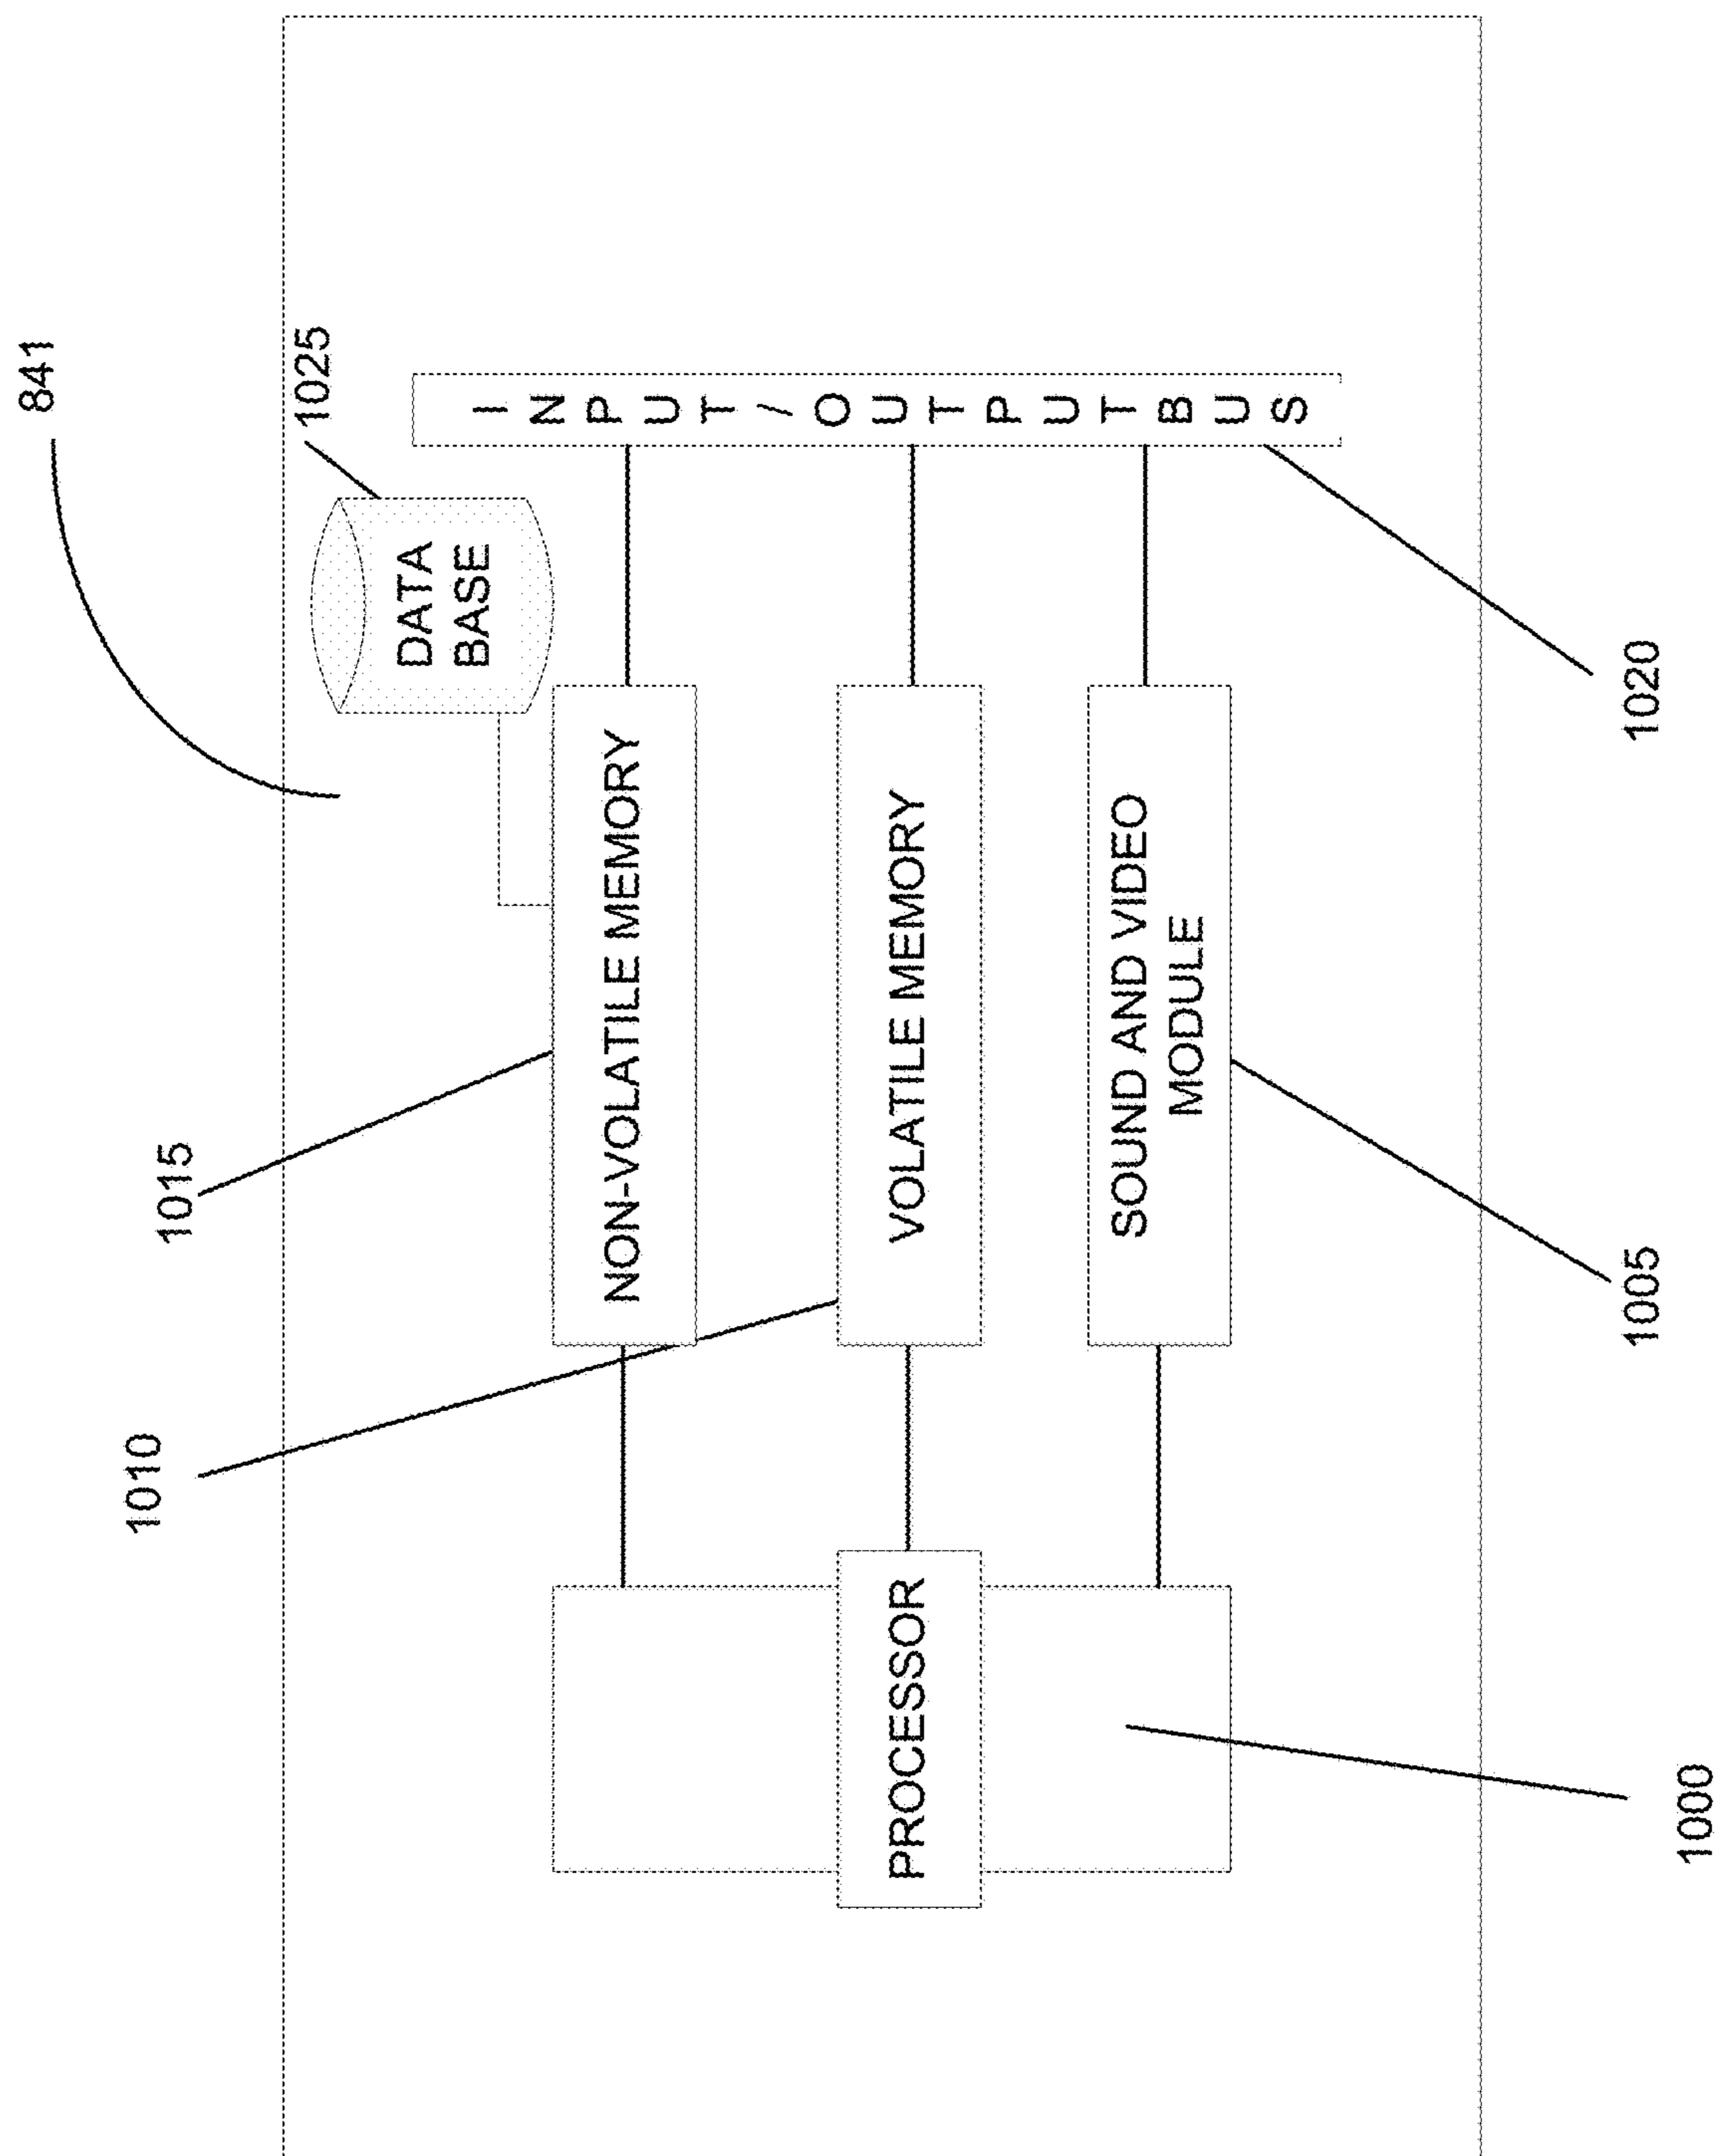 841
1010
1015
1025
DATA
BASE
NON-VOLATILE MEMORY
PROCESSOR
VOLATILE MEMORY
SOUND AND VIDEO
MODULE
INPUT/OUTPUT BUS
1005
1020
1000